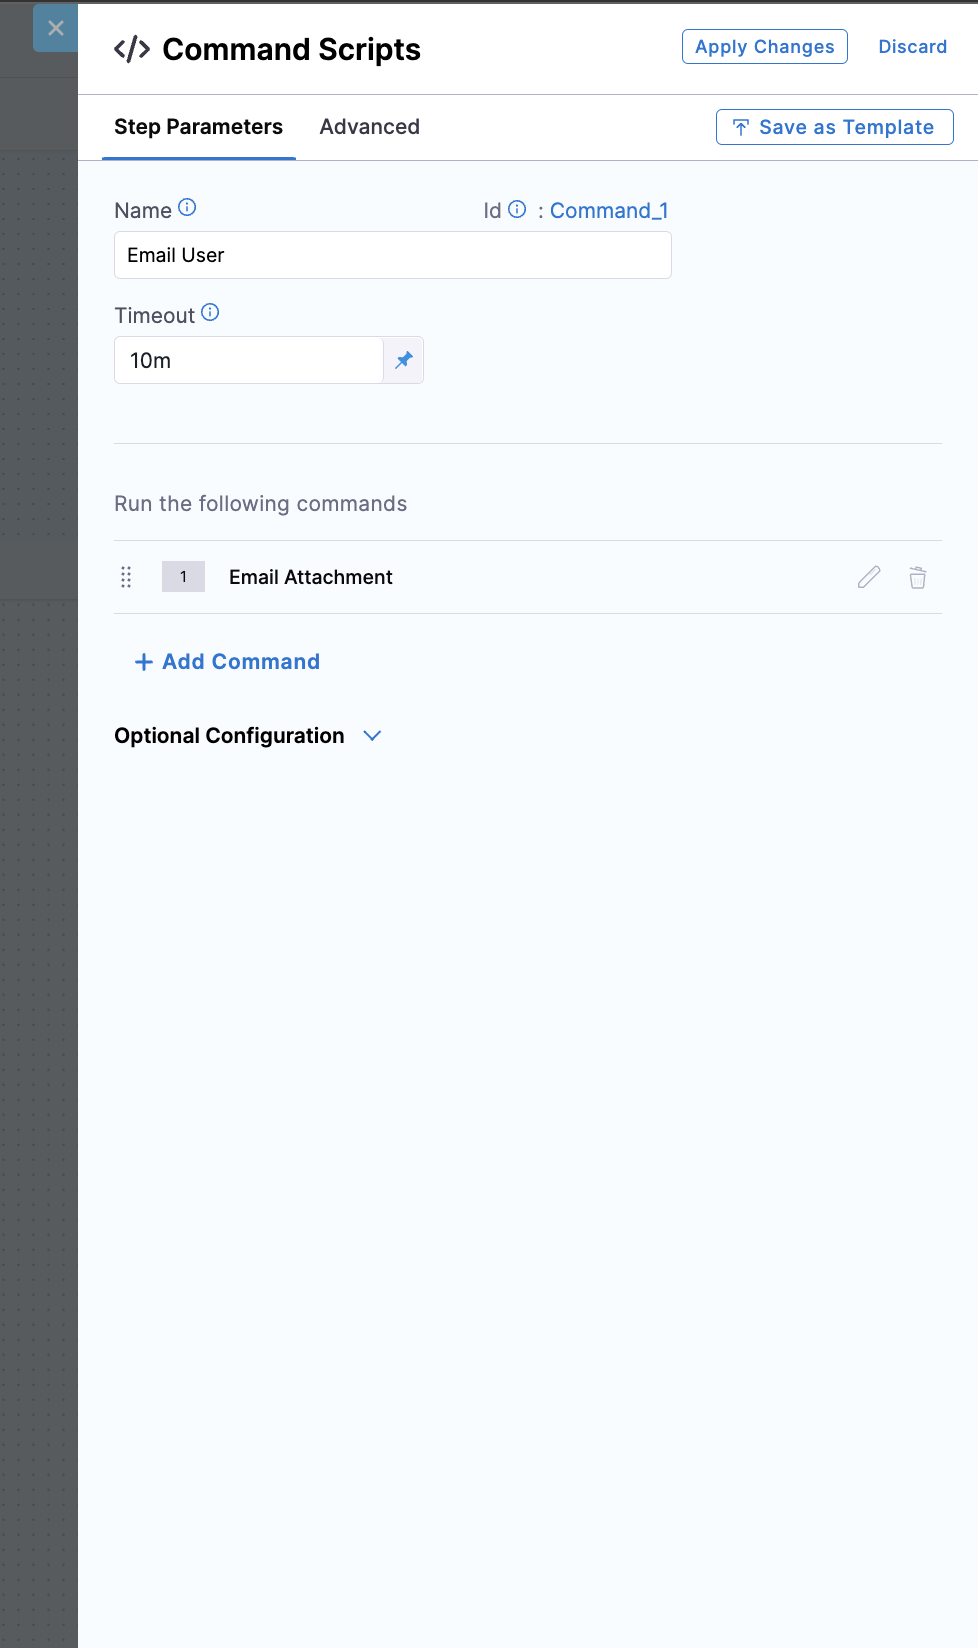 Command Scripts
Apply Changes
Discard
Step Parameters
Advanced
Save as Template
Name
Id : Command_1
Email User
Timeout
10m
Run the following commands
1 Email Attachment
+ Add Command
Optional Configuration